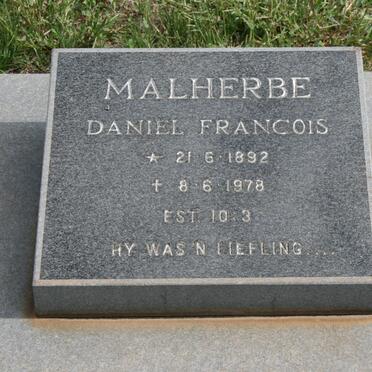 MALHERBE
DANIEL FRANCOIS
★ 21·6·1892
✝ 8·6·1978
EST. 10:3
HY WAS 'N LIEFLING....